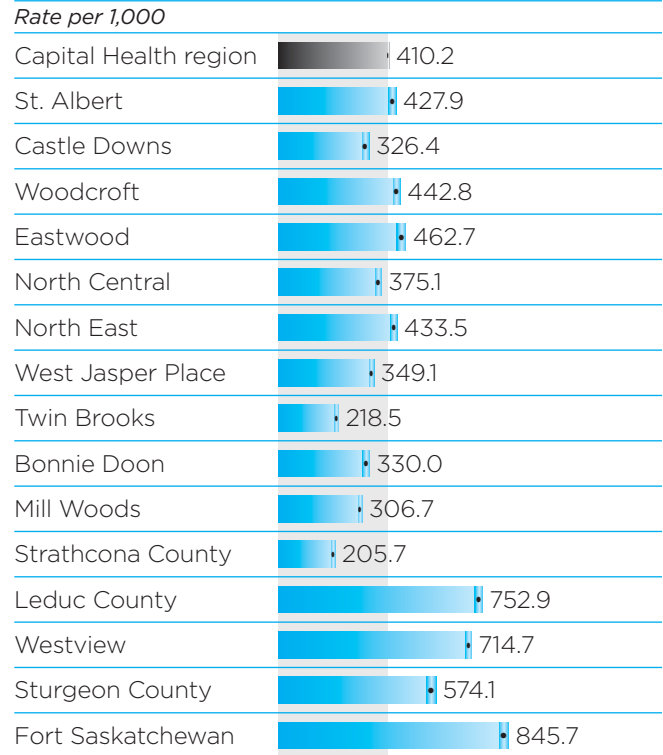 Rate per 1,000
Capital Health region 410.2
St. Albert 427.9
Castle Downs 326.4
Woodcroft 442.8
Eastwood 462.7
North Central 375.1
North East 433.5
West Jasper Place 349.1
Twin Brooks 218.5
Bonnie Doon 330.0
Mill Woods 306.7
Strathcona County 205.7
Leduc County 752.9
Westview 714.7
Sturgeon County 574.1
Fort Saskatchewan 845.7